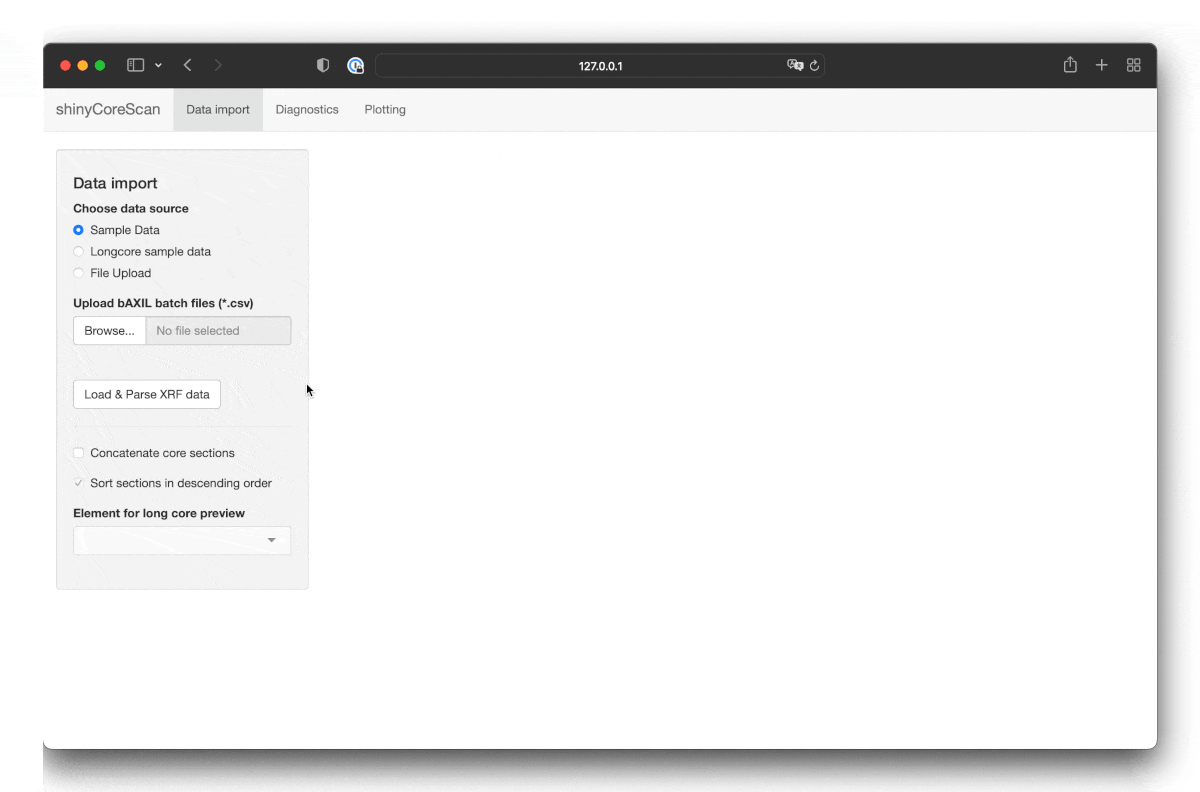 127.0.0.1
shinyCoreScan Data import Diagnostics Plotting
Data import
Choose data source
Sample Data
Longcore sample data
File Upload
Upload bAXIL batch files (*.csv)
Browse... No file selected
Load & Parse XRF data
Concatenate core sections
Sort sections in descending order
Element for long core preview